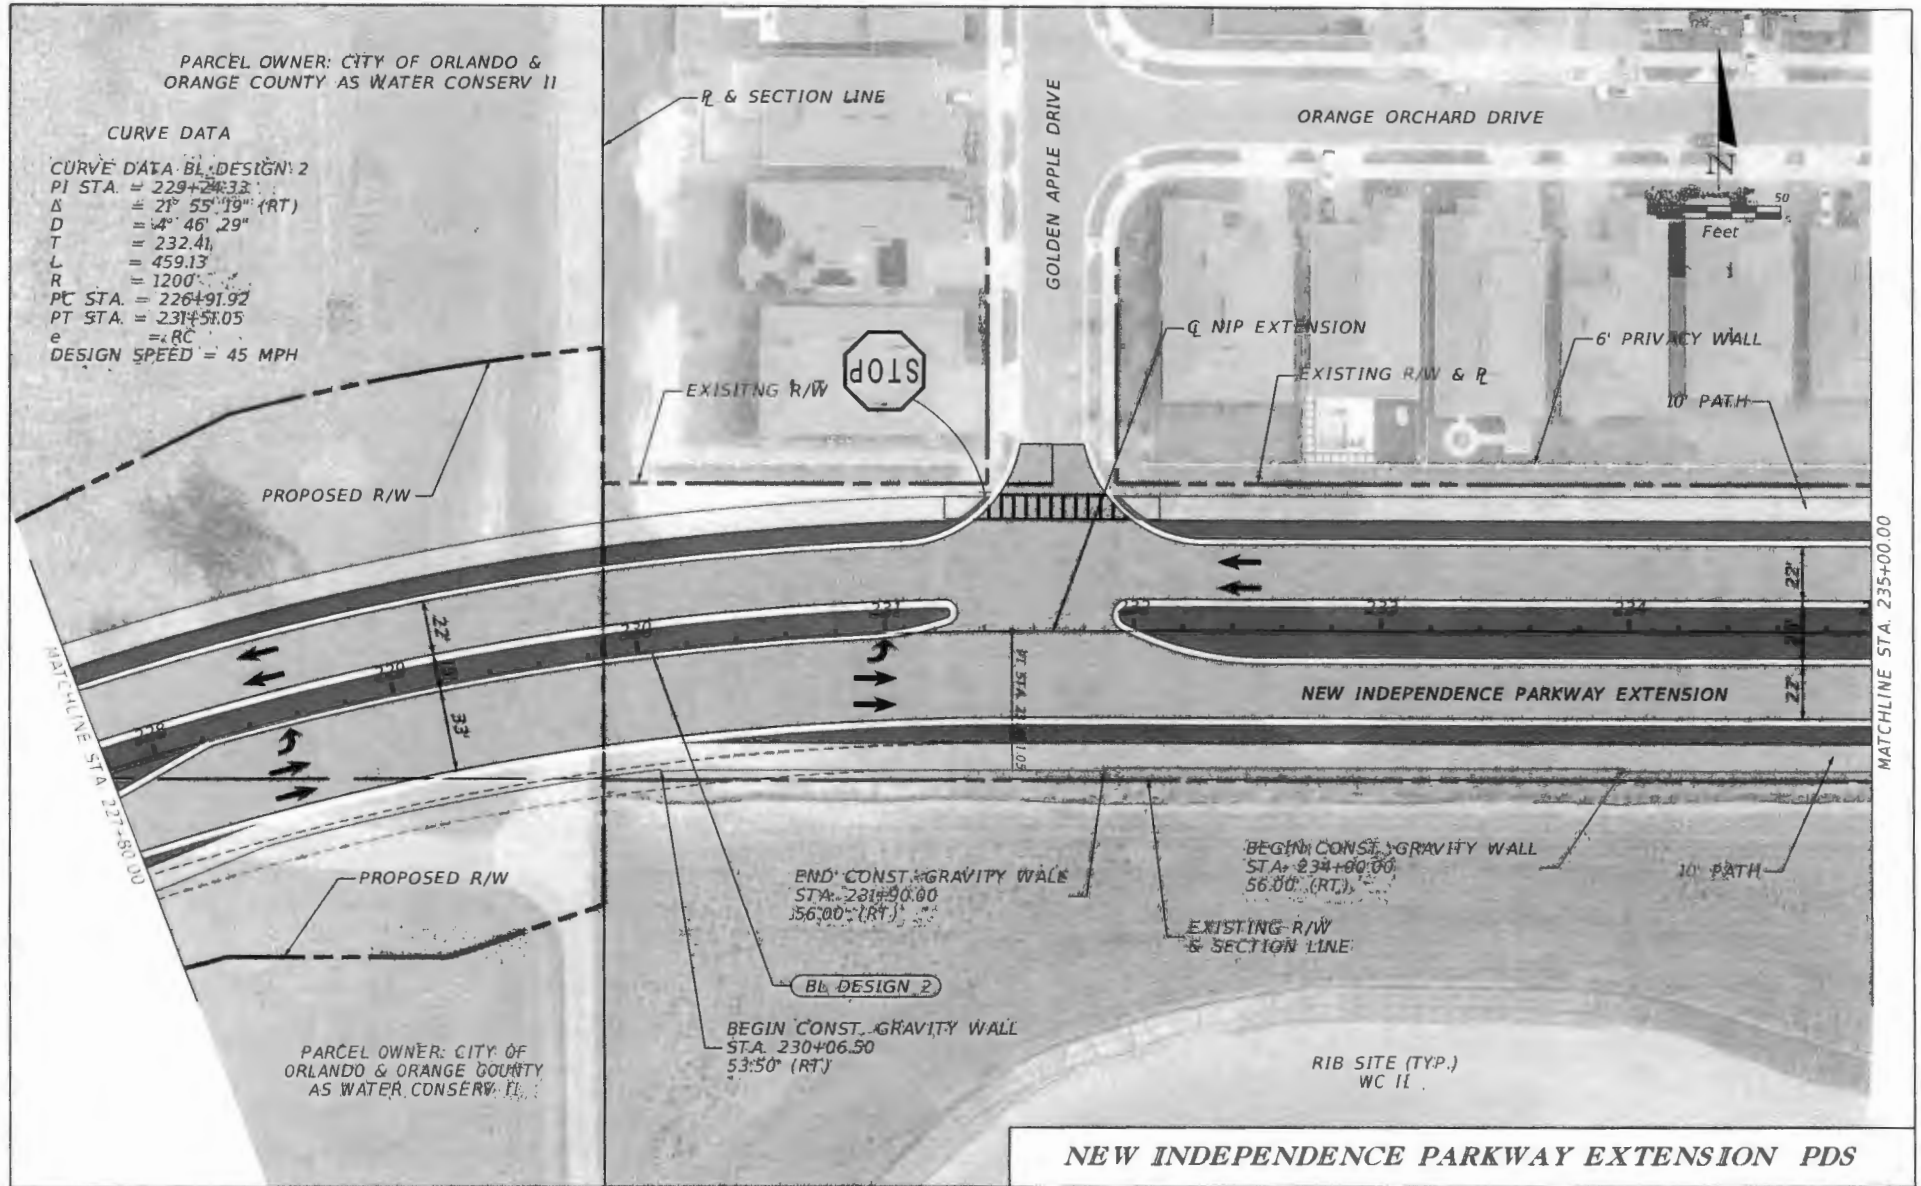 PARCEL OWNER: CITY OF ORLANDO &
ORANGE COUNTY AS WATER CONSERV II
CURVE DATA
CURVE DATA BL DESIGN 2
PI STA. = 229+24.33
Δ = 21° 55' 19" (RT)
D = 4° 46' 29"
T = 232.41
L = 459.13
R = 1200
PC STA. = 226+91.92
PT STA. = 231+51.05
e = RC
DESIGN SPEED = 45 MPH
PROPOSED R/W
MATCHLINE STA. 227+80.00
PROPOSED R/W
PARCEL OWNER: CITY OF
ORLANDO & ORANGE COUNTY
AS WATER CONSERV II
℄ NIP EXTENSION
P̱L & SECTION LINE
EXISITNG R/W
STOP
GOLDEN APPLE DRIVE
ORANGE ORCHARD DRIVE
N
50
Feet
6' PRIVACY WALL
EXISTING R/W & PL
10' PATH
MATCHLINE STA. 235+00.00
228
229
230
231
232
233
234
22'
33'
22'
22'
NEW INDEPENDENCE PARKWAY EXTENSION
END CONST. GRAVITY WALL
STA. 231+90.00
56.00' (RT)
BEGIN CONST. GRAVITY WALL
STA. 234+00.00
56.00' (RT)
10' PATH
EXISTING R/W
& SECTION LINE
BL DESIGN 2
BEGIN CONST. GRAVITY WALL
STA. 230+06.50
53.50' (RT)
RIB SITE (TYP.)
WC II
NEW INDEPENDENCE PARKWAY EXTENSION PDS